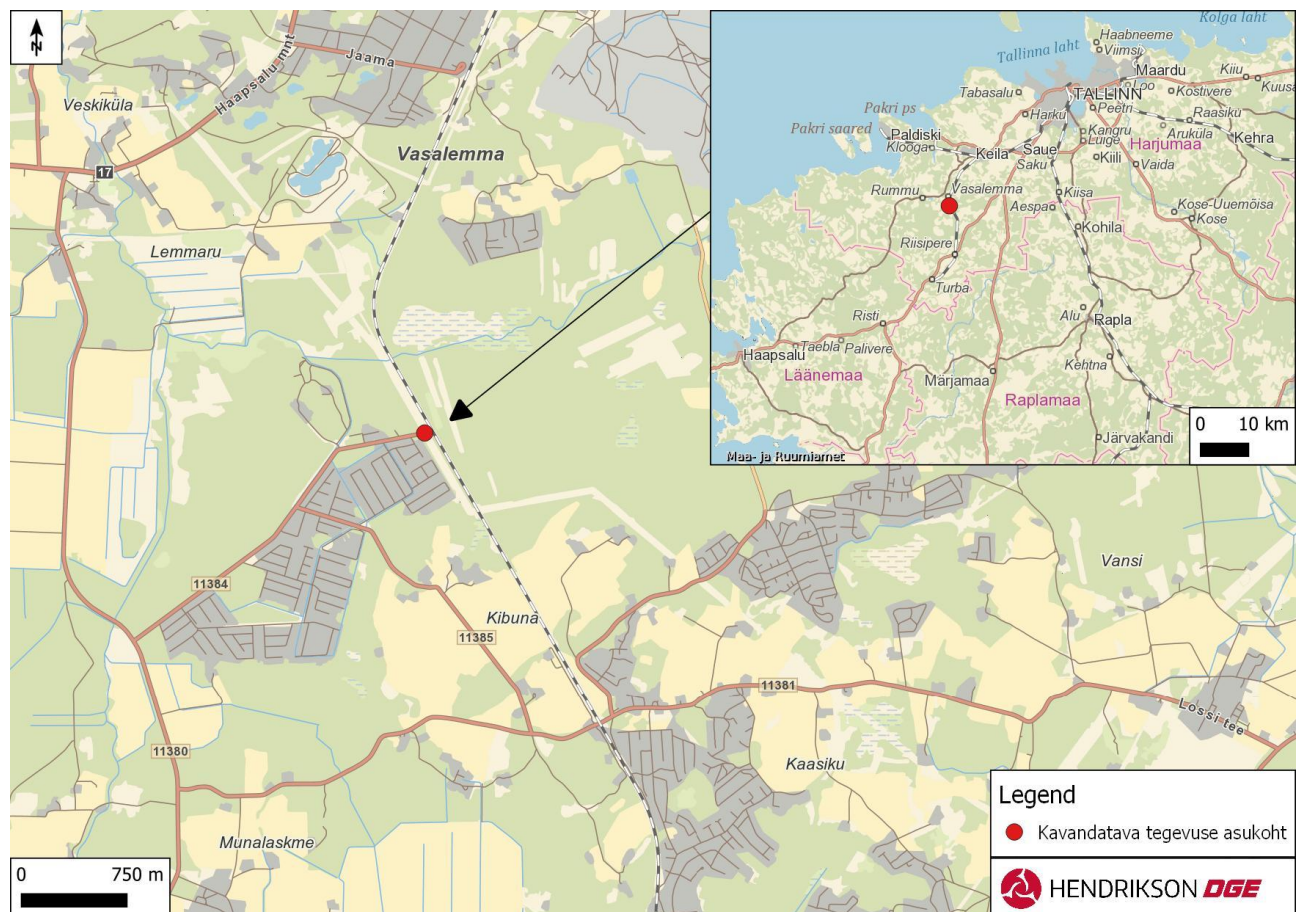 N
Haapsalu mnt
Jaama
Veskiküla
Vasalemma
17
Lemmaru
11384
Kibuna
11385
11381
Vansi
Lossi tee
11380
Kaasiku
Munalaskme
0 750 m
Kolga laht
Haabneeme
Viimsi
Tallinna laht
Maardu
Loo
Kiiu
Kuusa
Kostivere
Tabasalu
TALLINN
Peetri
Raasiku
Pakri ps
Harku
Pakri saared
Paldiski
Klooga
Kangru
Luige
Aruküla
Kehra
Harjumaa
Keila
Saue
Saku
Kiili
Vaida
Rummu
Vasalemma
Kiisa
Aespa
Kose-Uuemõisa
Kose
Riisipere
Kohila
Turba
Risti
Alu
Rapla
Haapsalu
Taebla
Palivere
Kehtna
Läänemaa
Märjamaa
Raplamaa
Järvakandi
0 10 km
Maa- ja Ruumiamet
Legend
Kavandatava tegevuse asukoht
HENDRIKSON DGE